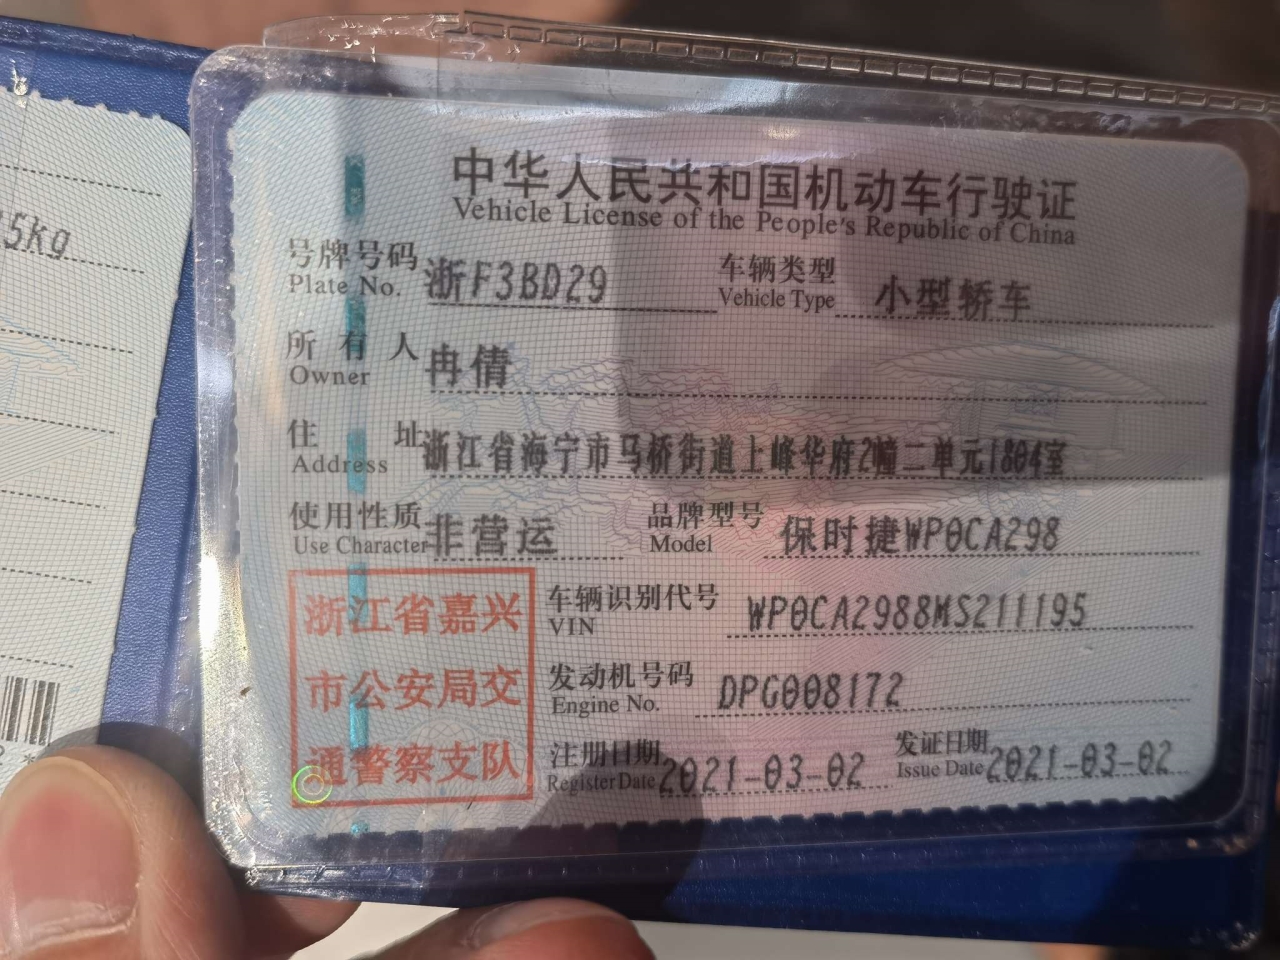 中华人民共和国机动车行驶证
Vehicle License of the People's Republic of China
号牌号码 浙F3BD29 车辆类型 小型轿车
Plate No. Vehicle Type
所有人 冉倩
Owner
住址 浙江省海宁市马桥街道上峰华府2幢二单元1804室
Address
使用性质 非营运 品牌型号 保时捷WP0CA298
Use Character Model
浙江省嘉兴
市公安局交
通警察支队
车辆识别代号 WP0CA2988MS211195
VIN
发动机号码 DPG008172
Engine No.
注册日期 2021-03-02 发证日期 2021-03-02
Register Date Issue Date
5kg